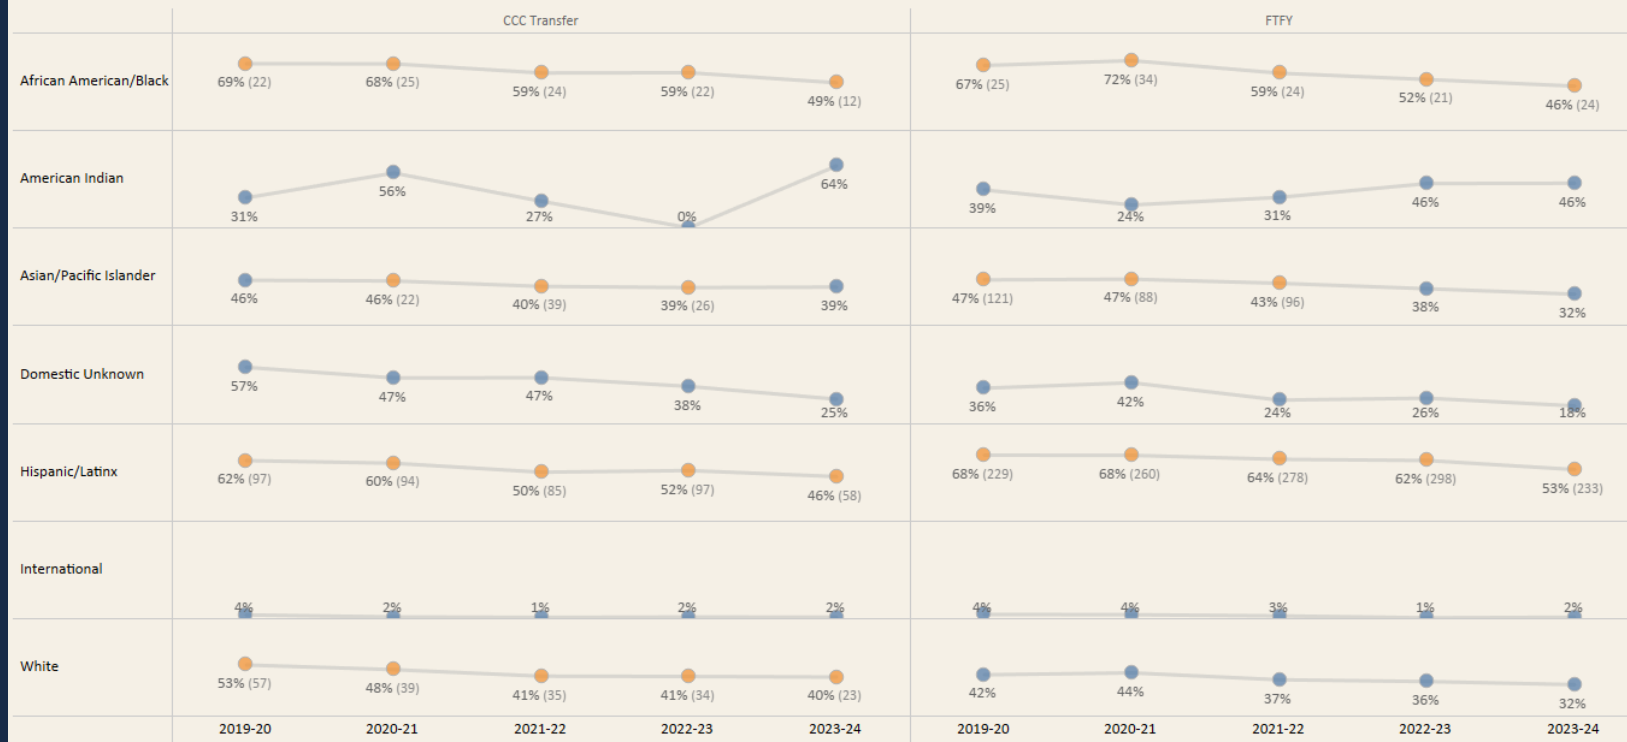 CCC Transfer FTFY
African American/Black 69% (22) 68% (25) 59% (24) 59% (22) 49% (12) 67% (25) 72% (34) 59% (24) 52% (21) 46% (24)
American Indian 31% 56% 27% 0% 64% 39% 24% 31% 46% 46%
Asian/Pacific Islander 46% 46% (22) 40% (39) 39% (26) 39% 47% (121) 47% (88) 43% (96) 38% 32%
Domestic Unknown 57% 47% 47% 38% 25% 36% 42% 24% 26% 18%
Hispanic/Latinx 62% (97) 60% (94) 50% (85) 52% (97) 46% (58) 68% (229) 68% (260) 64% (278) 62% (298) 53% (233)
International 4% 2% 1% 2% 2% 4% 4% 3% 1% 2%
White 53% (57) 48% (39) 41% (35) 41% (34) 40% (23) 42% 44% 37% 36% 32%
2019-20 2020-21 2021-22 2022-23 2023-24 2019-20 2020-21 2021-22 2022-23 2023-24